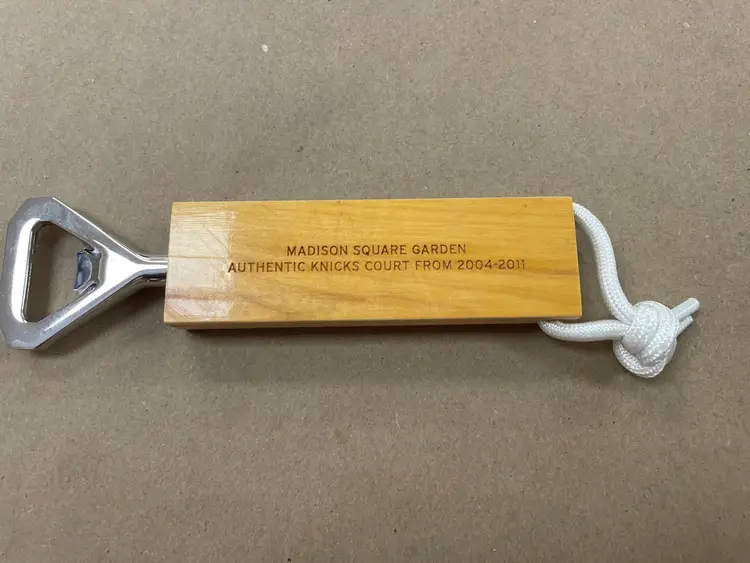 MADISON SQUARE GARDEN
AUTHENTIC KNICKS COURT FROM 2004-2011